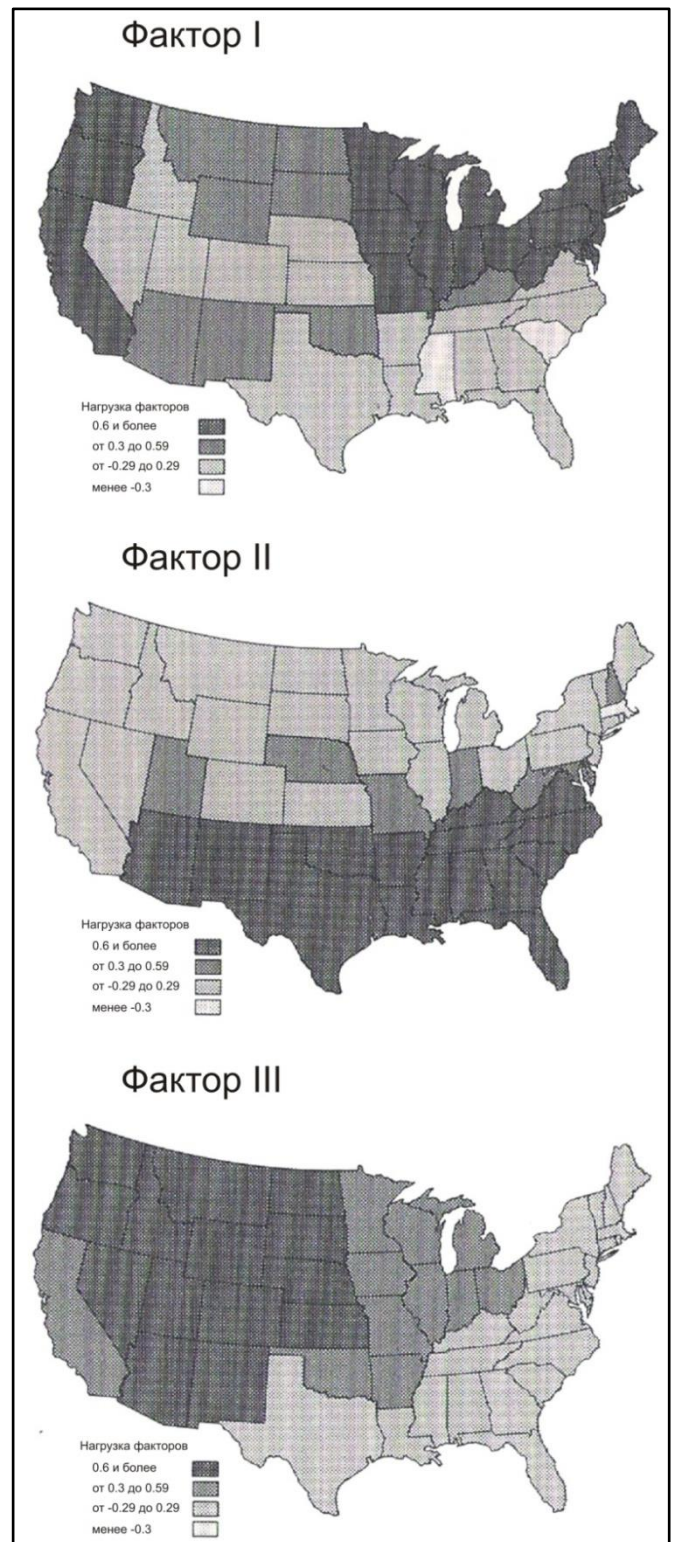 Фактор I
Нагрузка факторов
0.6 и более
от 0.3 до 0.59
от -0.29 до 0.29
менее -0.3
Фактор II
Нагрузка факторов
0.6 и более
от 0.3 до 0.59
от -0.29 до 0.29
менее -0.3
Фактор III
Нагрузка факторов
0.6 и более
от 0.3 до 0.59
от -0.29 до 0.29
менее -0.3